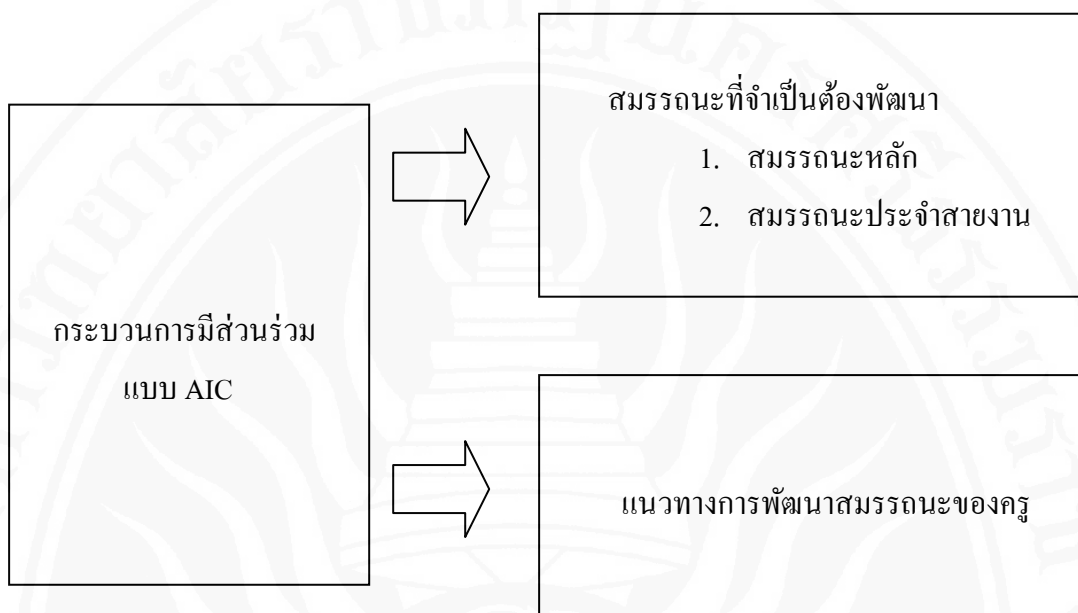 กระบวนการมีส่วนร่วม
แบบ AIC
สมรรถนะที่จำเป็นต้องพัฒนา
1. สมรรถนะหลัก
2. สมรรถนะประจำสายงาน
แนวทางการพัฒนาสมรรถนะของครู